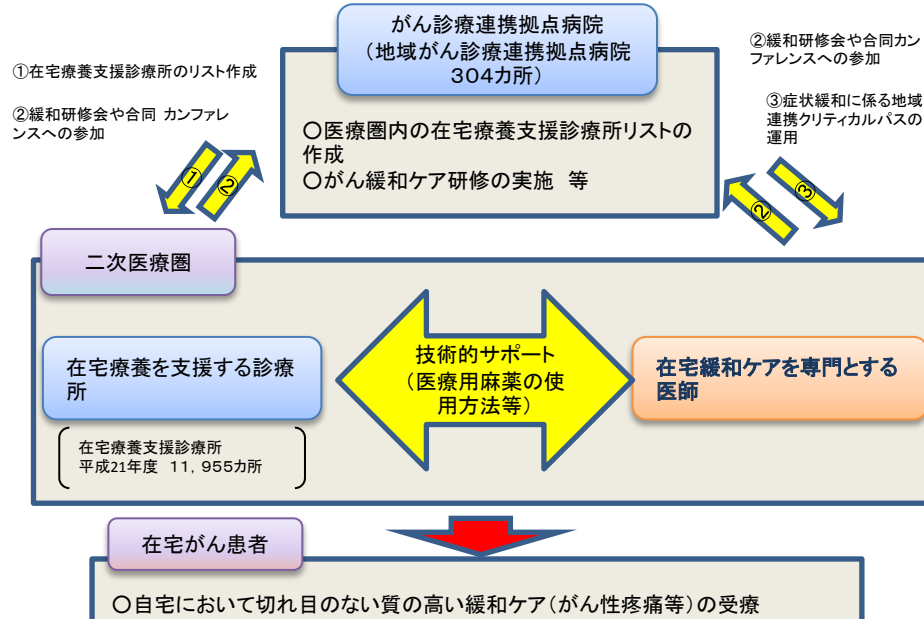 がん診療連携拠点病院
（地域がん診療連携拠点病院
304カ所）
①在宅療養支援診療所のリスト作成
②緩和研修会や合同 カンファレ
ンスへの参加
②緩和研修会や合同カン
ファレンスへの参加
③症状緩和に係る地域
連携クリティカルパスの
運用
〇医療圏内の在宅療養支援診療所リストの
作成
〇がん緩和ケア研修の実施 等
①
②
②
③
二次医療圏
在宅療養を支援する診療
所
技術的サポート
（医療用麻薬の使
用方法等）
在宅緩和ケアを専門とする
医師
在宅療養支援診療所
平成21年度 11，955カ所
在宅がん患者
〇自宅において切れ目のない質の高い緩和ケア（がん性疼痛等）の受療